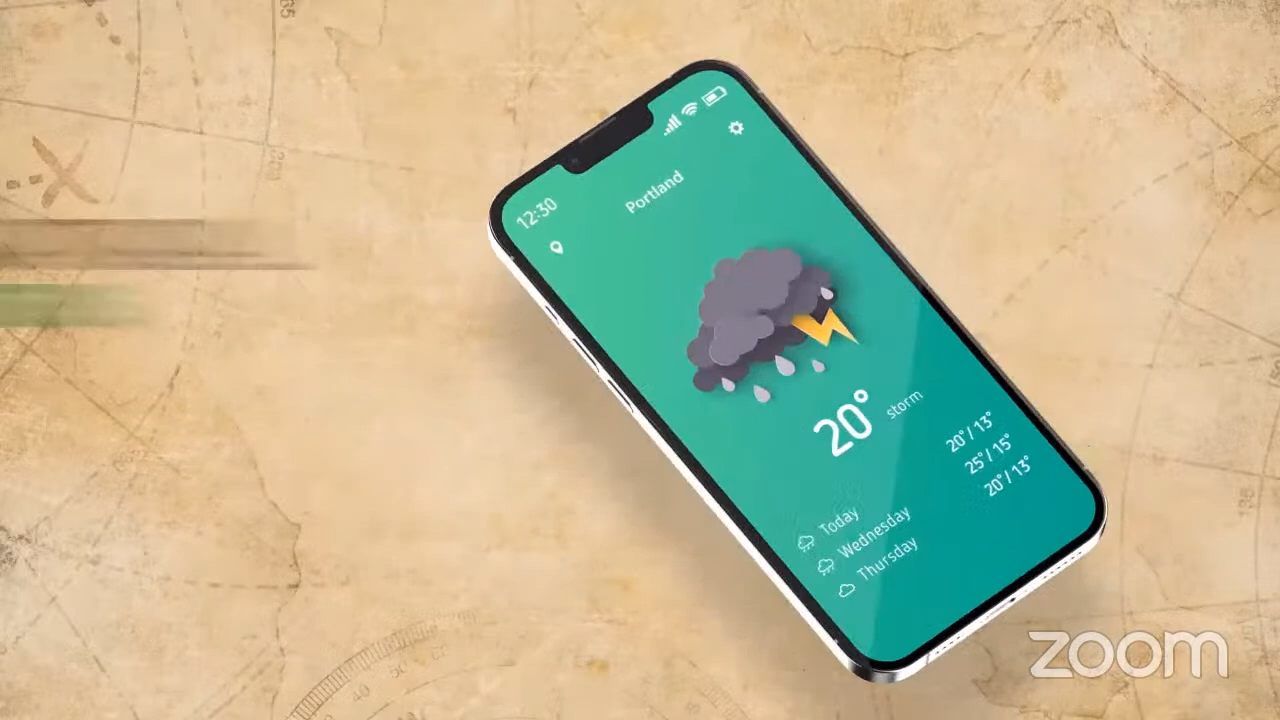 12:30
Portland
20° storm
Today 20°/ 13°
Wednesday 25°/ 15°
Thursday 20°/ 13°
zoom